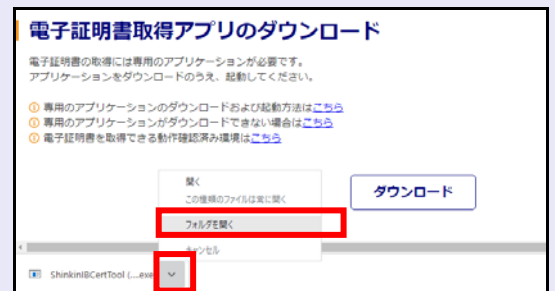 電子証明書取得アプリのダウンロード
電子証明書の取得には専用のアプリケーションが必要です。
アプリケーションをダウンロードのうえ、起動してください。
① 専用のアプリケーションのダウンロードおよび起動方法はこちら
① 専用のアプリケーションがダウンロードできない場合はこちら
① 電子証明書を取得できる動作確認済み環境はこちら
開く
この種類のファイルは常に開く
ダウンロード
フォルダを開く
キャンセル
ShinkinIBCertTool (....exe